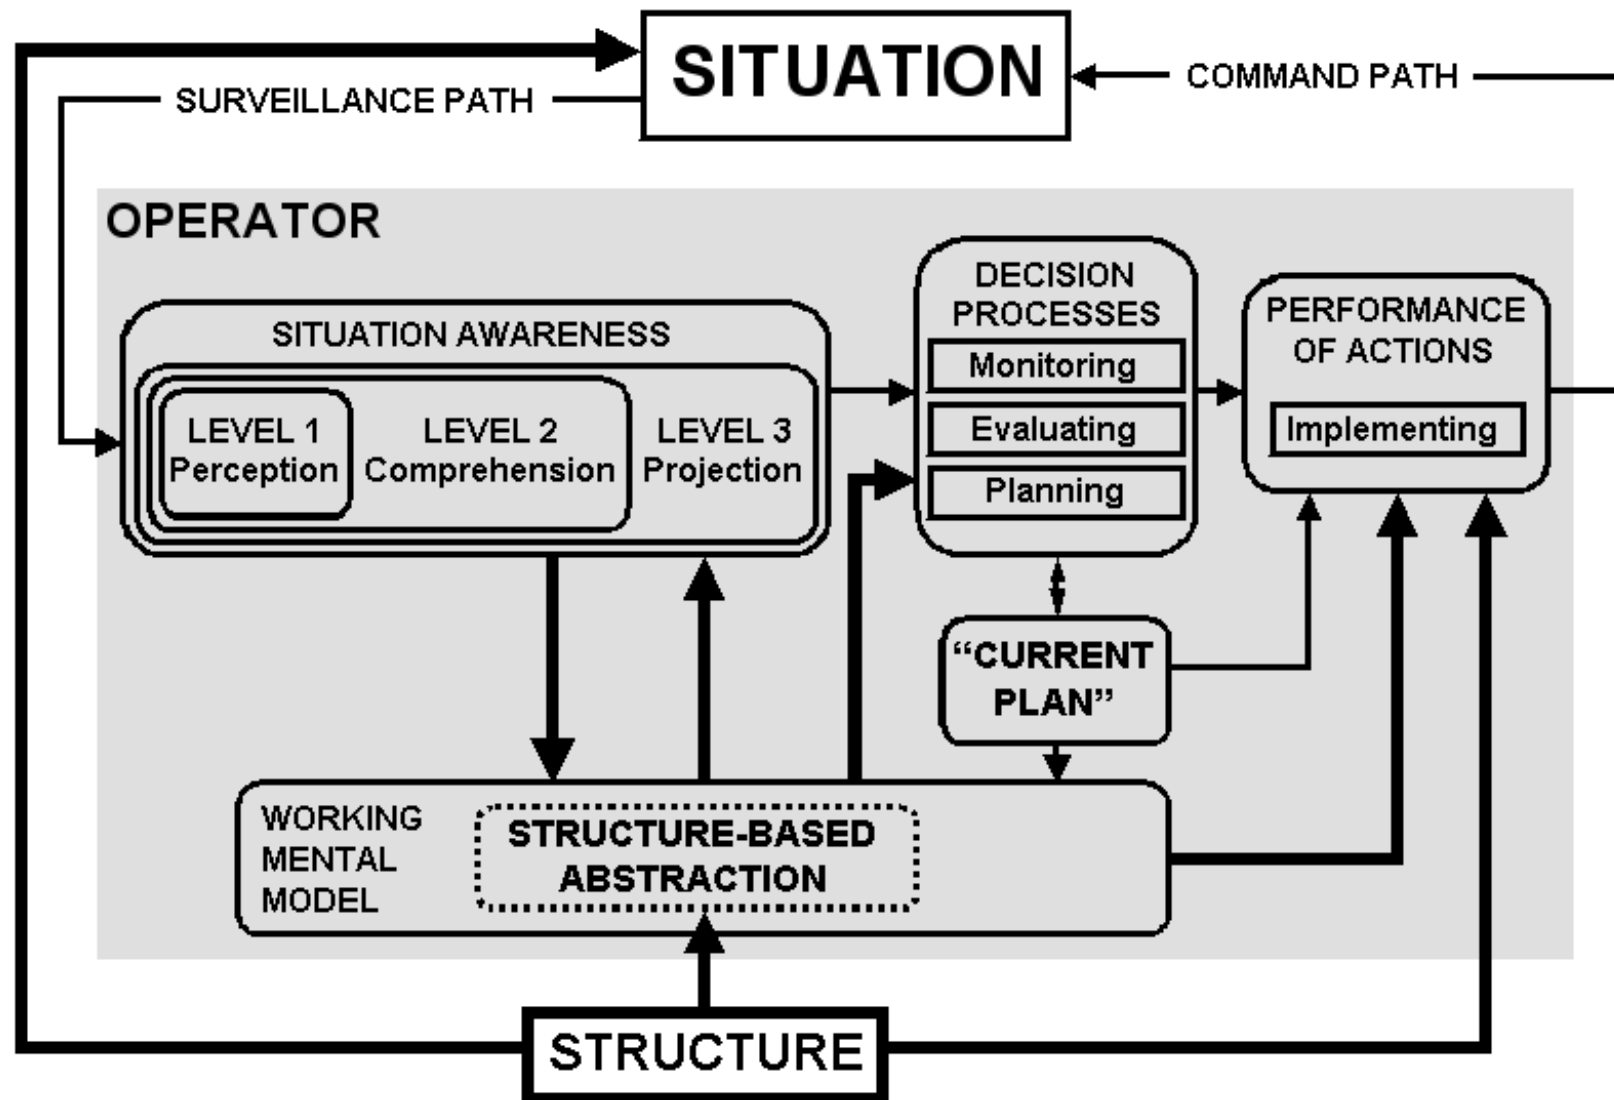 SITUATION
SURVEILLANCE PATH
COMMAND PATH
OPERATOR
SITUATION AWARENESS
LEVEL 1
Perception
LEVEL 2
Comprehension
LEVEL 3
Projection
DECISION
PROCESSES
Monitoring
Evaluating
Planning
PERFORMANCE
OF ACTIONS
Implementing
“CURRENT
PLAN”
WORKING
MENTAL
MODEL
STRUCTURE-BASED
ABSTRACTION
STRUCTURE